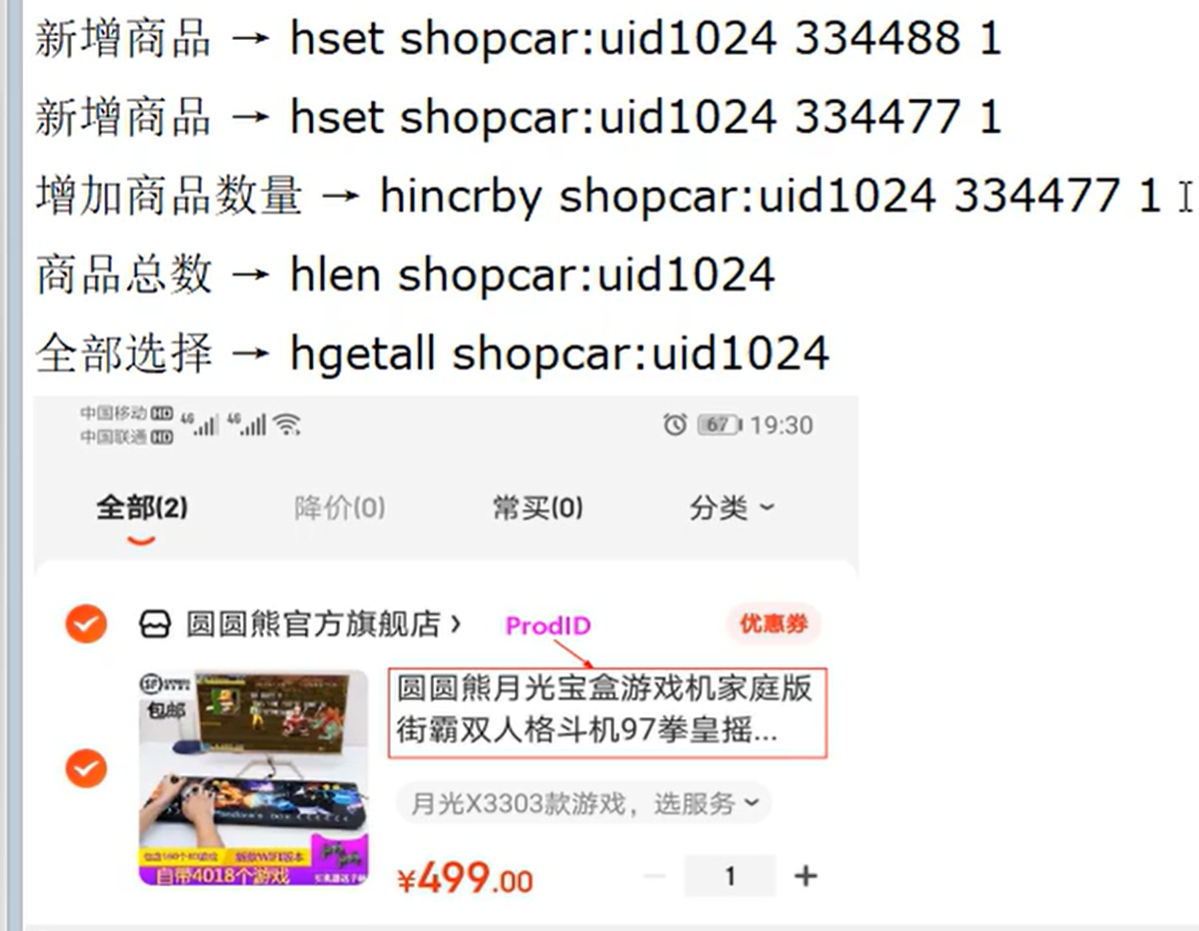 新增商品 → hset shopcar:uid1024 334488 1
新增商品 → hset shopcar:uid1024 334477 1
增加商品数量 → hincrby shopcar:uid1024 334477 1
商品总数 → hlen shopcar:uid1024
全部选择 → hgetall shopcar:uid1024
中国移动 HD 4G 4G 67 19:30
中国联通 HD
全部(2) 降价(0) 常买(0) 分类
圆圆熊官方旗舰店 ProdID 优惠券
圆圆熊月光宝盒游戏机家庭版
街霸双人格斗机97拳皇摇...
包邮
月光X3303款游戏，选服务
自带4018个游戏
¥499.00 1 +